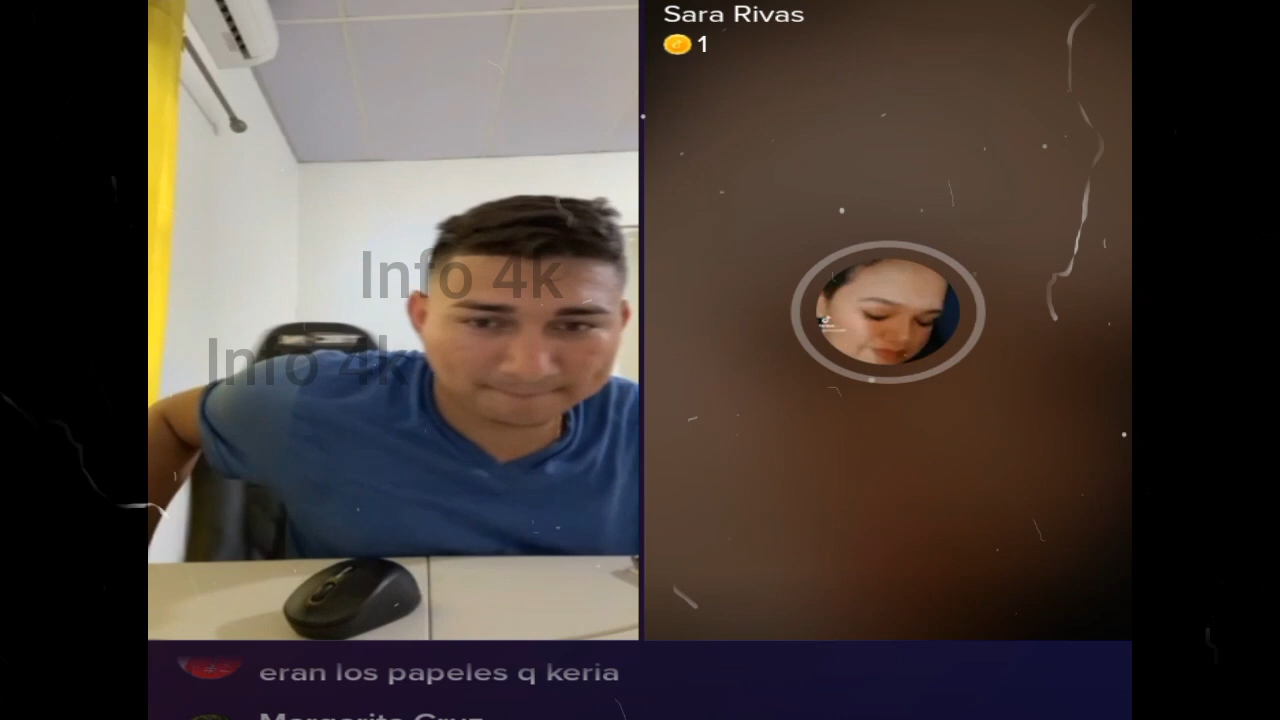 Sara Rivas
1
Info 4k
Info 4k
eran los papeles q keria
Margarita Cruz